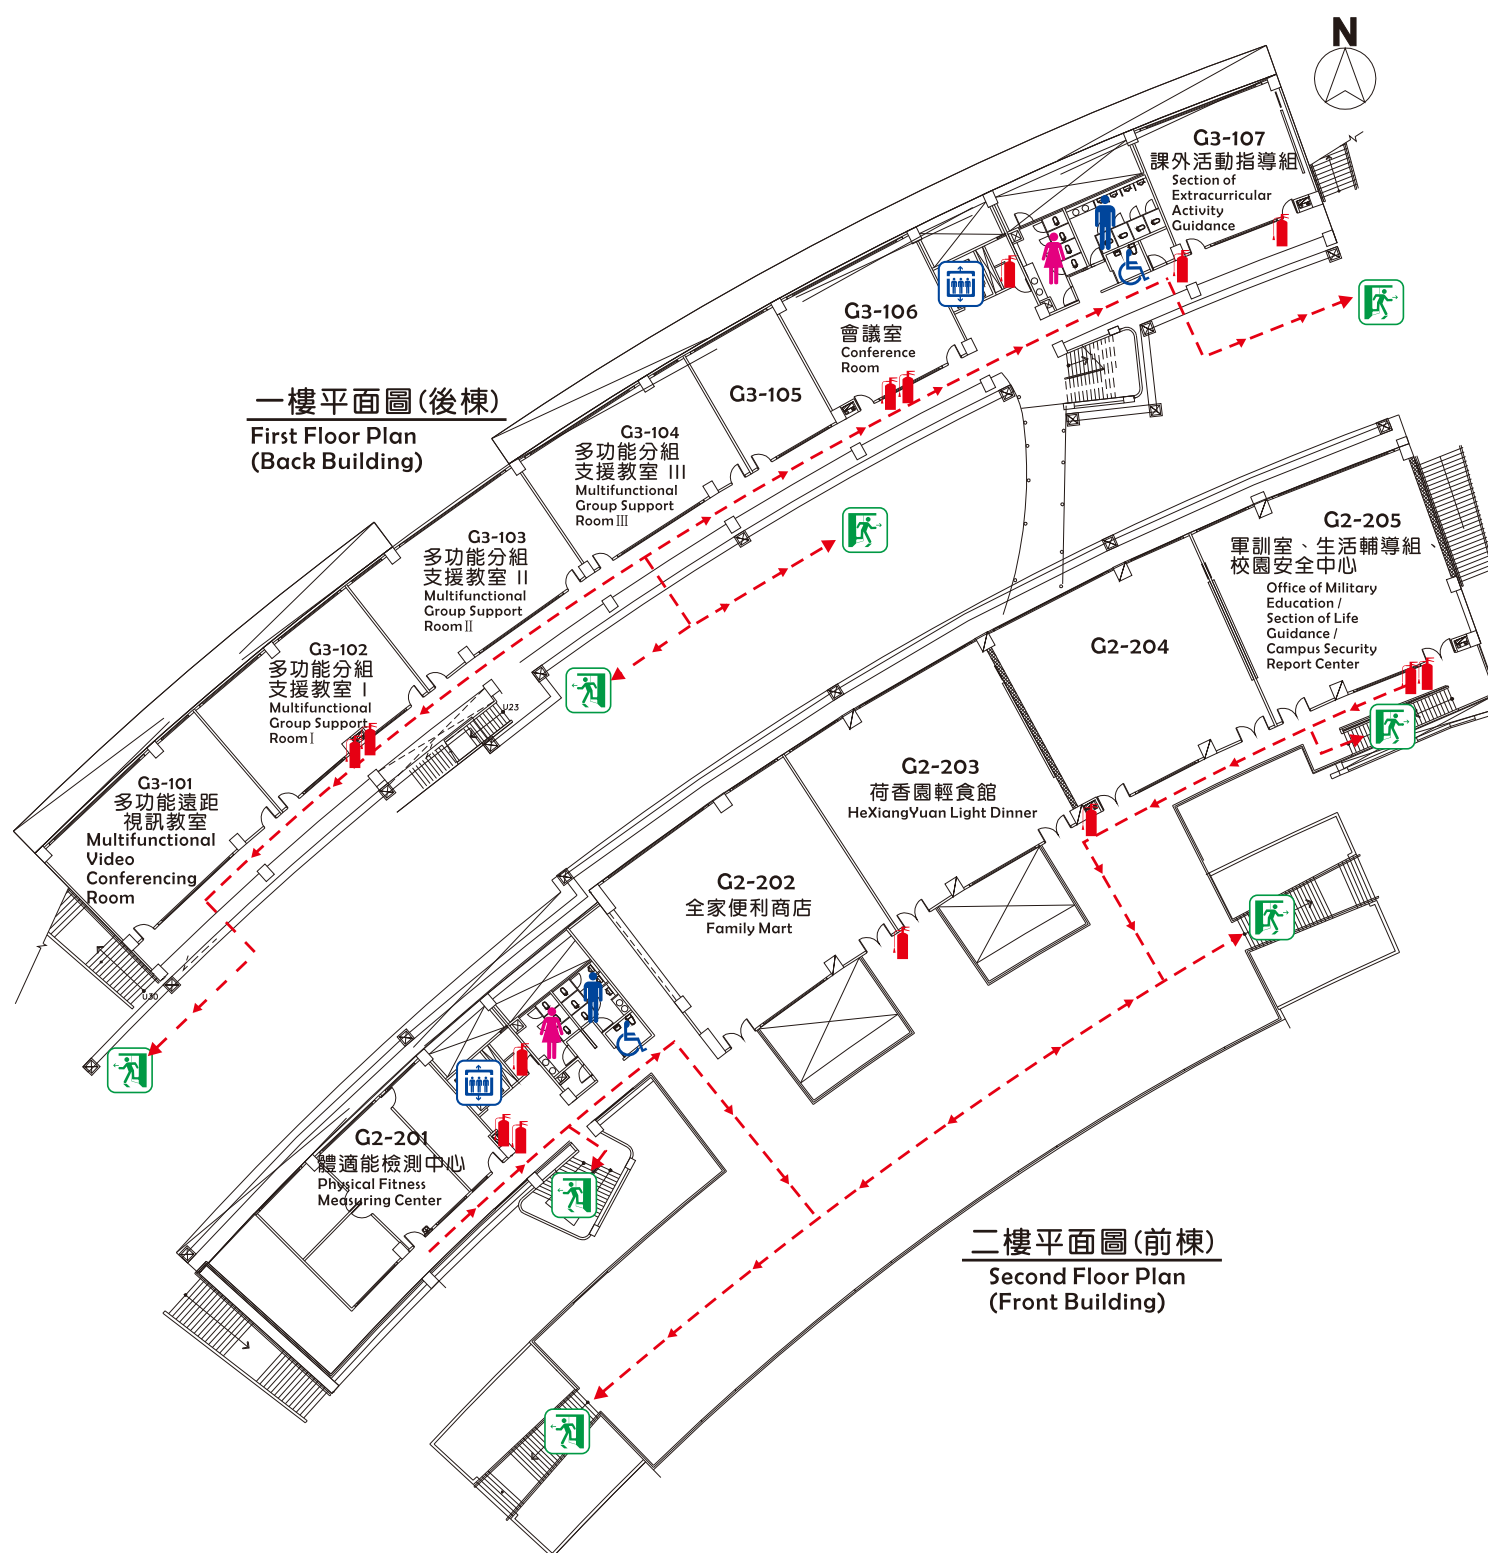 N
G3-107
課外活動指導組
Section of
Extracurricular
Activity
Guidance
G3-106
會議室
Conference
Room
G3-105
一樓平面圖(後棟)
First Floor Plan
(Back Building)
G3-104
多功能分組
支援教室 III
Multifunctional
Group Support
Room Ⅲ
G3-103
多功能分組
支援教室 II
Multifunctional
Group Support
Room Ⅱ
G3-102
多功能分組
支援教室 I
Multifunctional
Group Support
Room Ⅰ
U23
G3-101
多功能遠距
視訊教室
Multifunctional
Video
Conferencing
Room
U30
G2-205
軍訓室、生活輔導組、
校園安全中心
Office of Military
Education /
Section of Life
Guidance /
Campus Security
Report Center
G2-204
G2-203
荷香園輕食館
HeXiangYuan Light Dinner
G2-202
全家便利商店
Family Mart
G2-201
體適能檢測中心
Physical Fitness
Measuring Center
二樓平面圖(前棟)
Second Floor Plan
(Front Building)